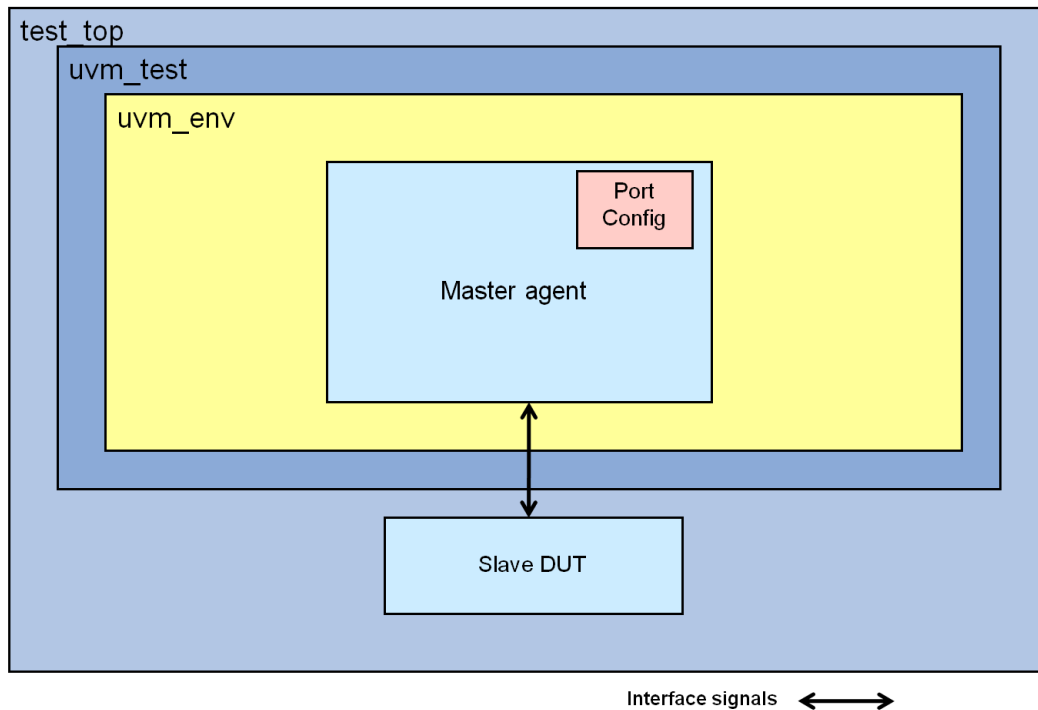 test_top
uvm_test
uvm_env
Port
Config
Master agent
Slave DUT
Interface signals